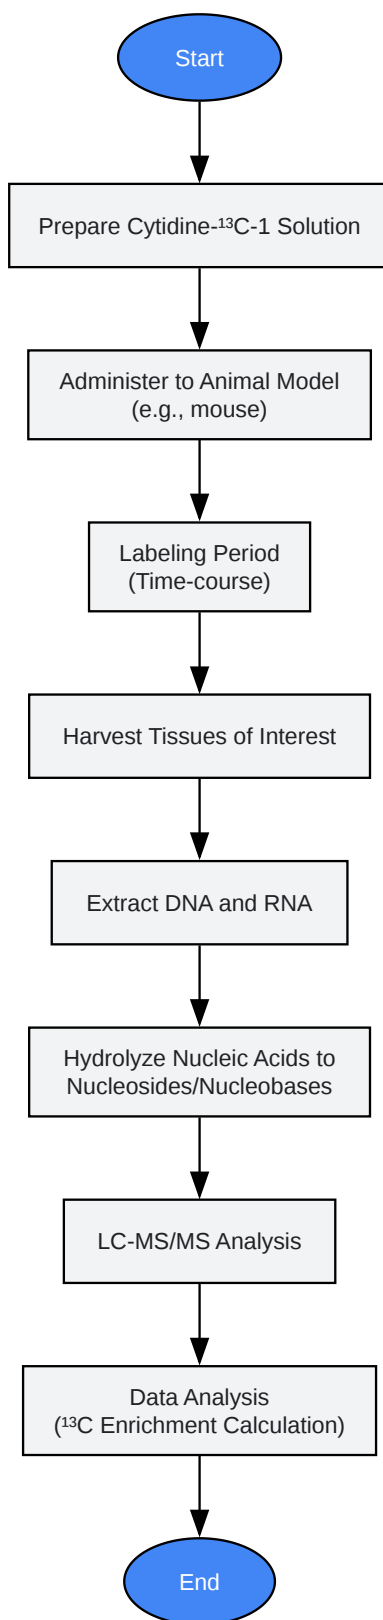 Start
Prepare Cytidine-¹³C-1 Solution
Administer to Animal Model
(e.g., mouse)
Labeling Period
(Time-course)
Harvest Tissues of Interest
Extract DNA and RNA
Hydrolyze Nucleic Acids to
Nucleosides/Nucleobases
LC-MS/MS Analysis
Data Analysis
(¹³C Enrichment Calculation)
End